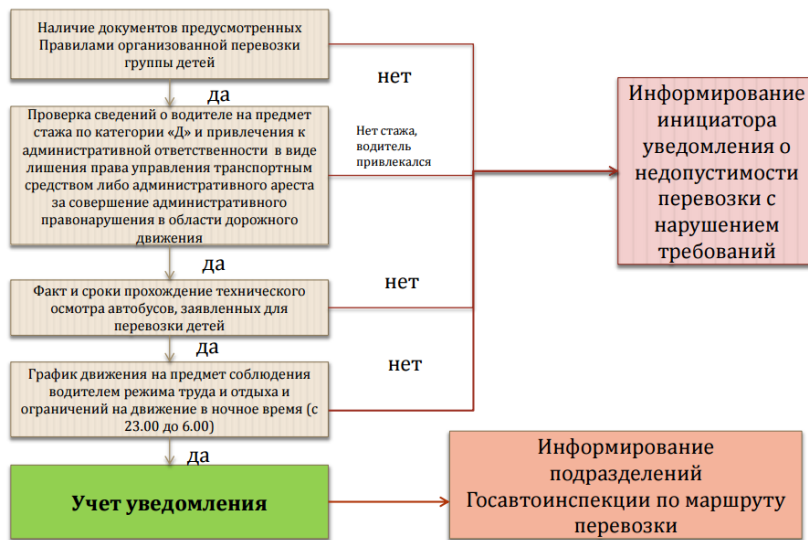 Наличие документов предусмотренных
Правилами организованной перевозки
группы детей
нет
да
Проверка сведений о водителе на предмет
стажа по категории «Д» и привлечения к
административной ответственности в виде
лишения права управления транспортным
средством либо административного ареста
за совершение административного
правонарушения в области дорожного
движения
Нет стажа,
водитель
привлекался
Информирование
инициатора
уведомления о
недопустимости
перевозки с
нарушением
требований
да
Факт и сроки прохождение технического
осмотра автобусов, заявленных для
перевозки детей
нет
да
График движения на предмет соблюдения
водителем режима труда и отдыха и
ограничений на движение в ночное время (с
23.00 до 6.00)
нет
да
Учет уведомления
Информирование
подразделений
Госавтоинспекции по маршруту
перевозки